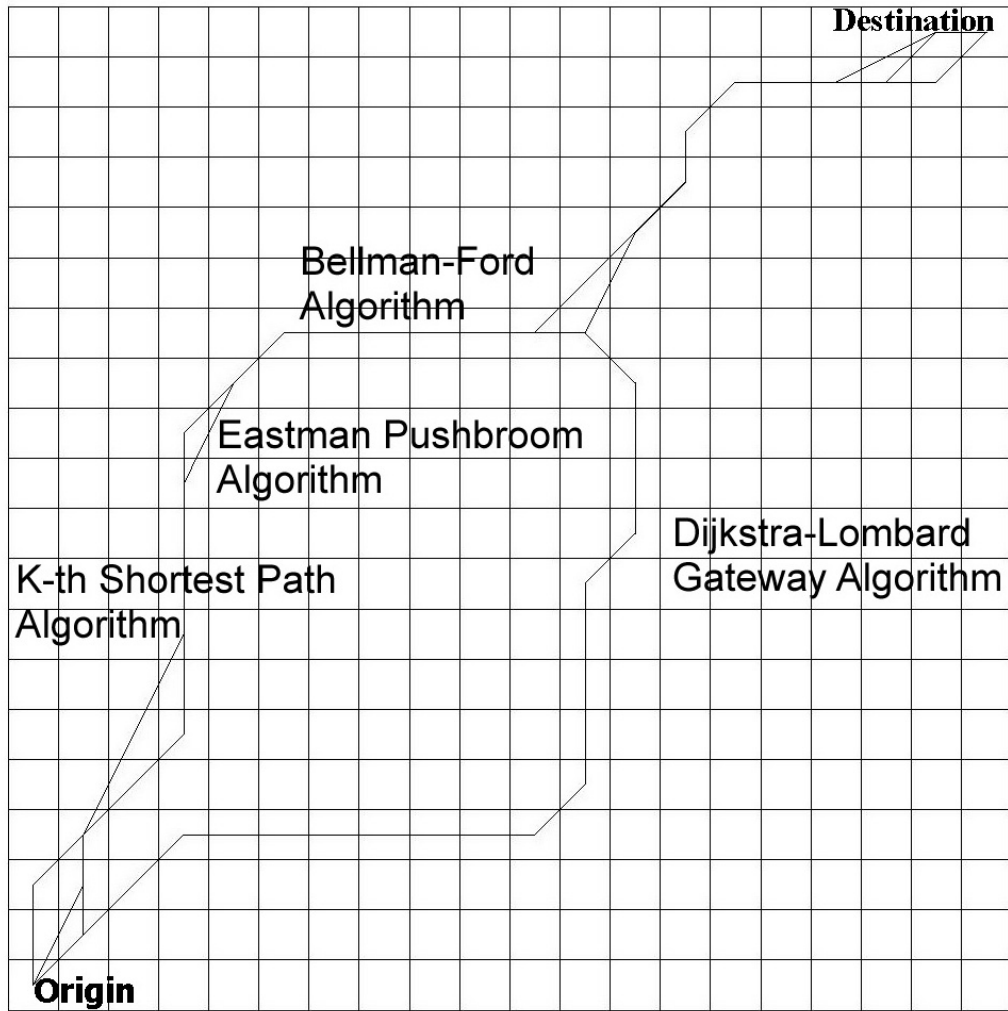 Destination
Bellman-Ford
Algorithm
Eastman Pushbroom
Algorithm
Dijkstra-Lombard
Gateway Algorithm
K-th Shortest Path
Algorithm
Origin